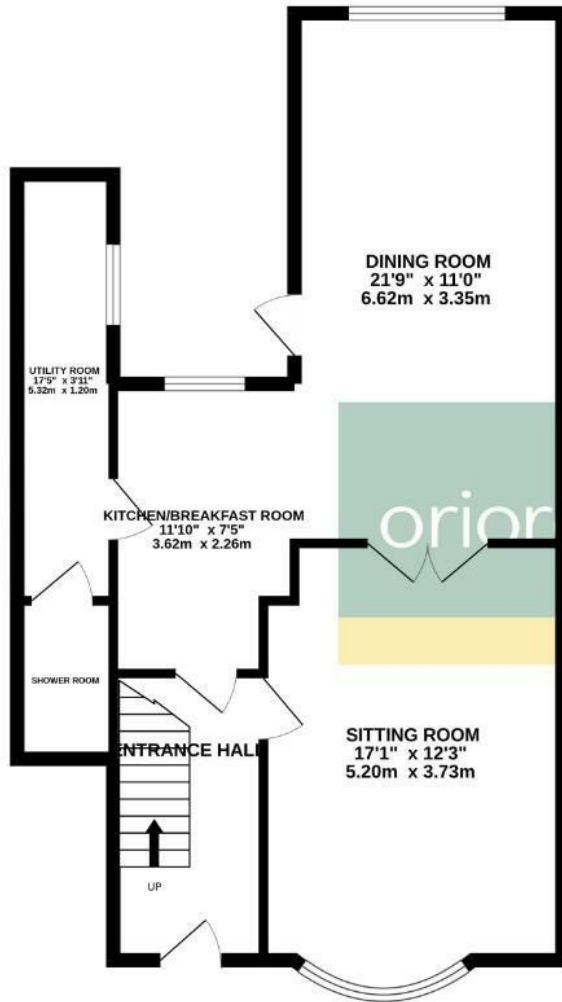 DINING ROOM
21'9" x 11'0"
6.62m x 3.35m
UTILITY ROOM
17'5" x 3'11"
5.32m x 1.20m
orior
KITCHEN/BREAKFAST ROOM
11'10" x 7'5"
3.62m x 2.26m
SHOWER ROOM
ENTRANCE HALL
SITTING ROOM
17'1" x 12'3"
5.20m x 3.73m
UP